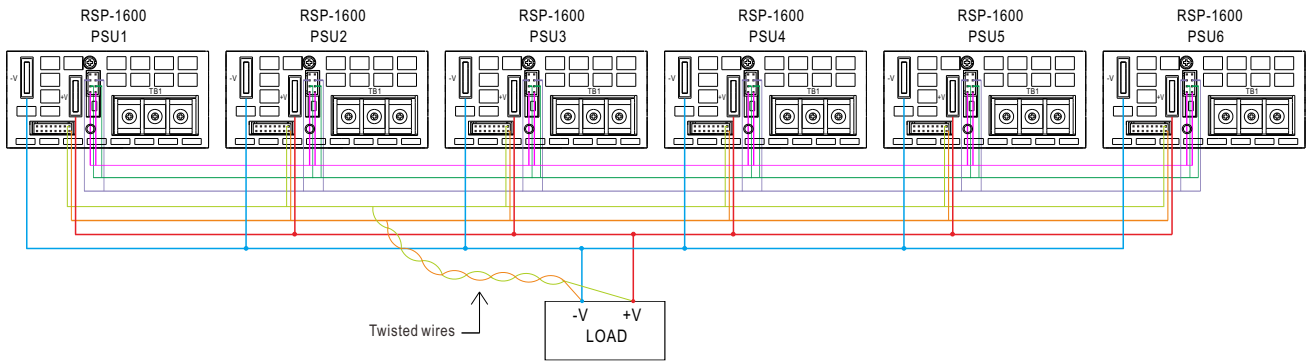 RSP-1600 RSP-1600 RSP-1600 RSP-1600 RSP-1600 RSP-1600
PSU1 PSU2 PSU3 PSU4 PSU5 PSU6
-V +V TB1 -V +V TB1 -V +V TB1 -V +V TB1 -V +V TB1 -V +V TB1
Twisted wires
-V +V
LOAD